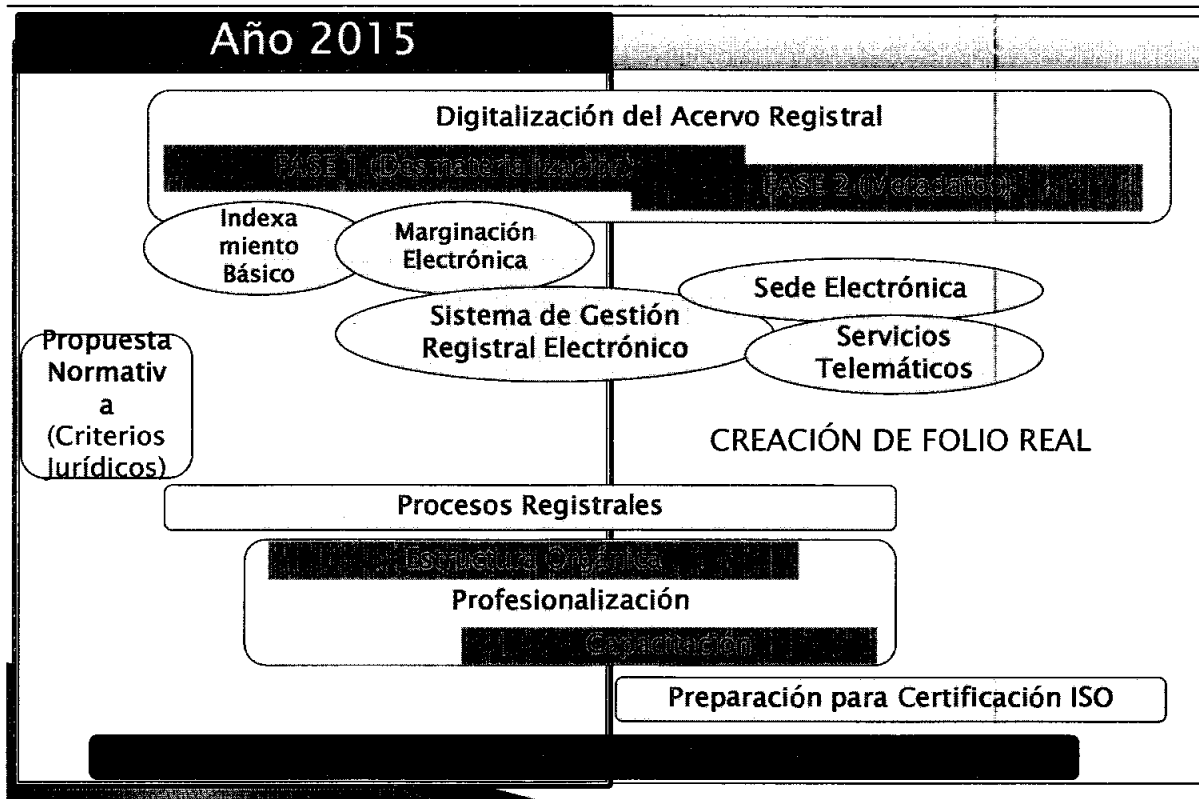 Año 2015
Digitalización del Acervo Registral
FASE 1 (Desmaterialización)
FASE 2 (Metadatos)
Indexa
miento
Básico
Marginación
Electrónica
Sede Electrónica
Sistema de Gestión
Registral Electrónico
Servicios
Telemáticos
Propuesta
Normativ
a
(Criterios
Jurídicos)
CREACIÓN DE FOLIO REAL
Procesos Registrales
Estructura Orgánica
Profesionalización
Capacitación
Preparación para Certificación ISO